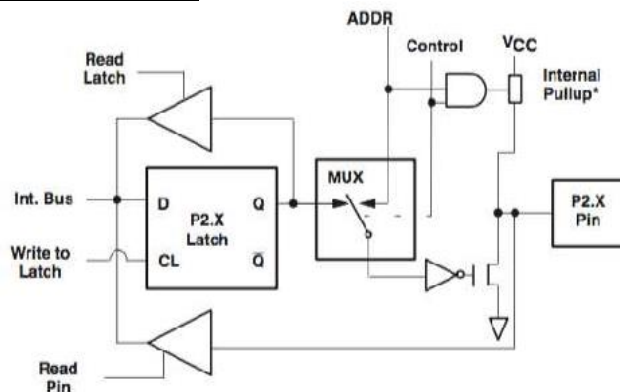 ADDR
Control
VCC
Read
Latch
Internal
Pullup*
MUX
Int. Bus
D
Q
P2.X
Latch
P2.X
Pin
Write to
Latch
CL
Q̅
Read
Pin